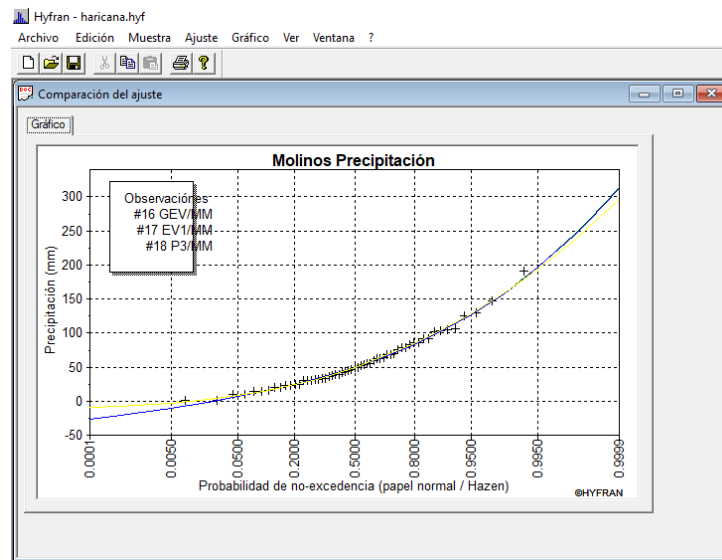 Hyfran - haricana.hyf
Archivo Edición Muestra Ajuste Gráfico Ver Ventana ?
Comparación del ajuste
Gráfico
Molinos Precipitación
Observaciónes
#16 GEV/MM
#17 EV1/MM
#18 P3/MM
Precipitación (mm)
300
250
200
150
100
50
0
-50
0.0001 0.0050 0.0500 0.2000 0.5000 0.8000 0.9500 0.9950 0.9999
Probabilidad de no-excedencia (papel normal / Hazen)
©HYFRAN